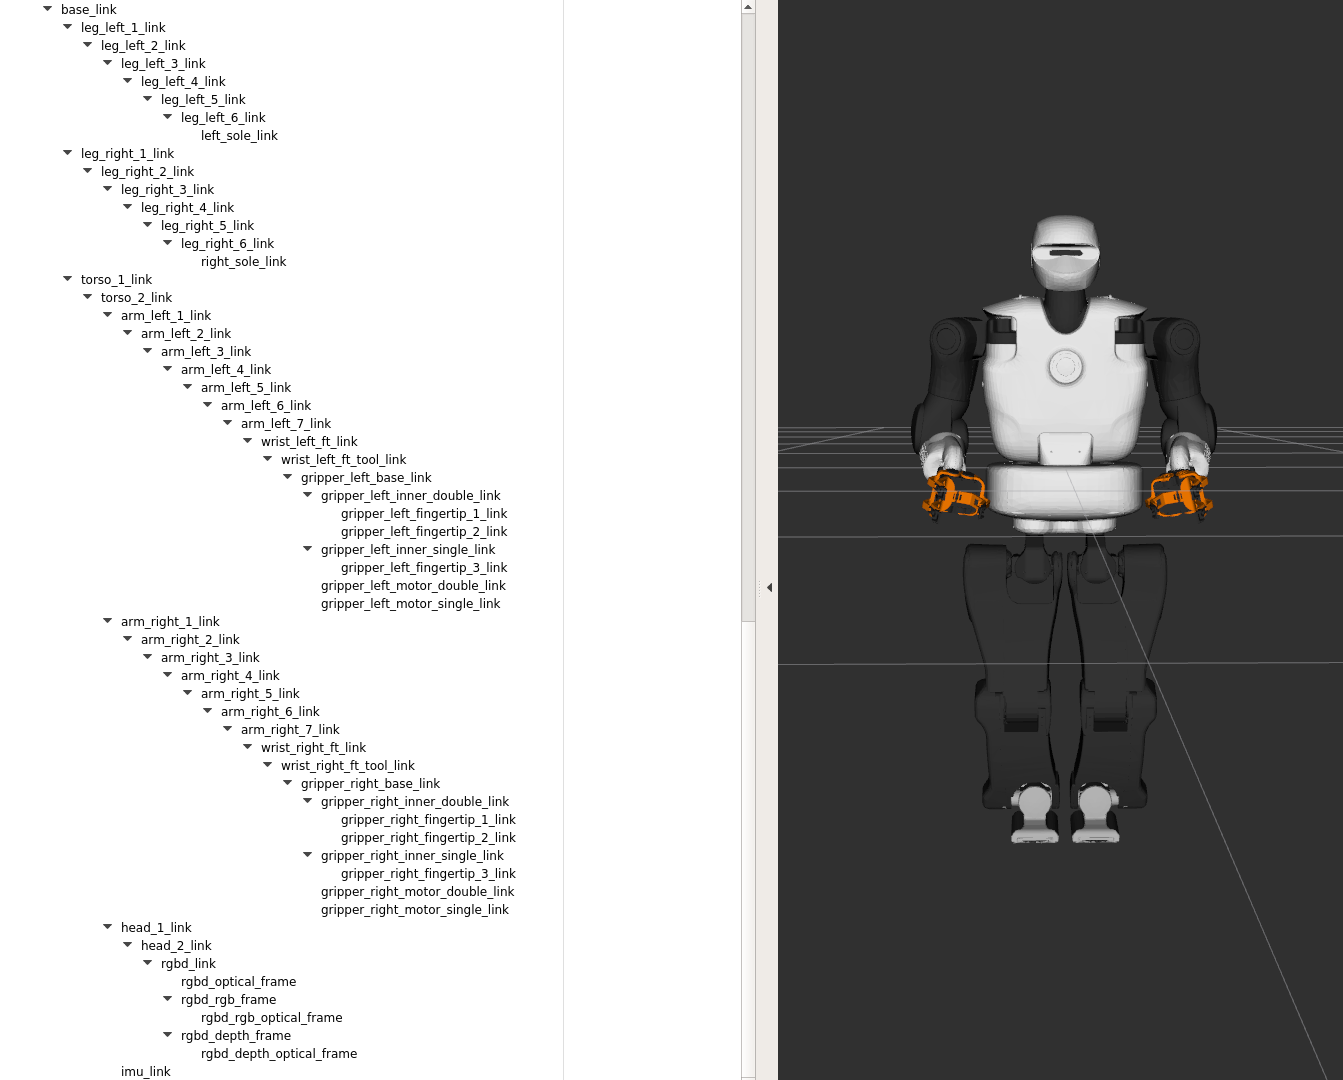 base_link
leg_left_1_link
leg_left_2_link
leg_left_3_link
leg_left_4_link
leg_left_5_link
leg_left_6_link
left_sole_link
leg_right_1_link
leg_right_2_link
leg_right_3_link
leg_right_4_link
leg_right_5_link
leg_right_6_link
right_sole_link
torso_1_link
torso_2_link
arm_left_1_link
arm_left_2_link
arm_left_3_link
arm_left_4_link
arm_left_5_link
arm_left_6_link
arm_left_7_link
wrist_left_ft_link
wrist_left_ft_tool_link
gripper_left_base_link
gripper_left_inner_double_link
gripper_left_fingertip_1_link
gripper_left_fingertip_2_link
gripper_left_inner_single_link
gripper_left_fingertip_3_link
gripper_left_motor_double_link
gripper_left_motor_single_link
arm_right_1_link
arm_right_2_link
arm_right_3_link
arm_right_4_link
arm_right_5_link
arm_right_6_link
arm_right_7_link
wrist_right_ft_link
wrist_right_ft_tool_link
gripper_right_base_link
gripper_right_inner_double_link
gripper_right_fingertip_1_link
gripper_right_fingertip_2_link
gripper_right_inner_single_link
gripper_right_fingertip_3_link
gripper_right_motor_double_link
gripper_right_motor_single_link
head_1_link
head_2_link
rgbd_link
rgbd_optical_frame
rgbd_rgb_frame
rgbd_rgb_optical_frame
rgbd_depth_frame
rgbd_depth_optical_frame
imu_link